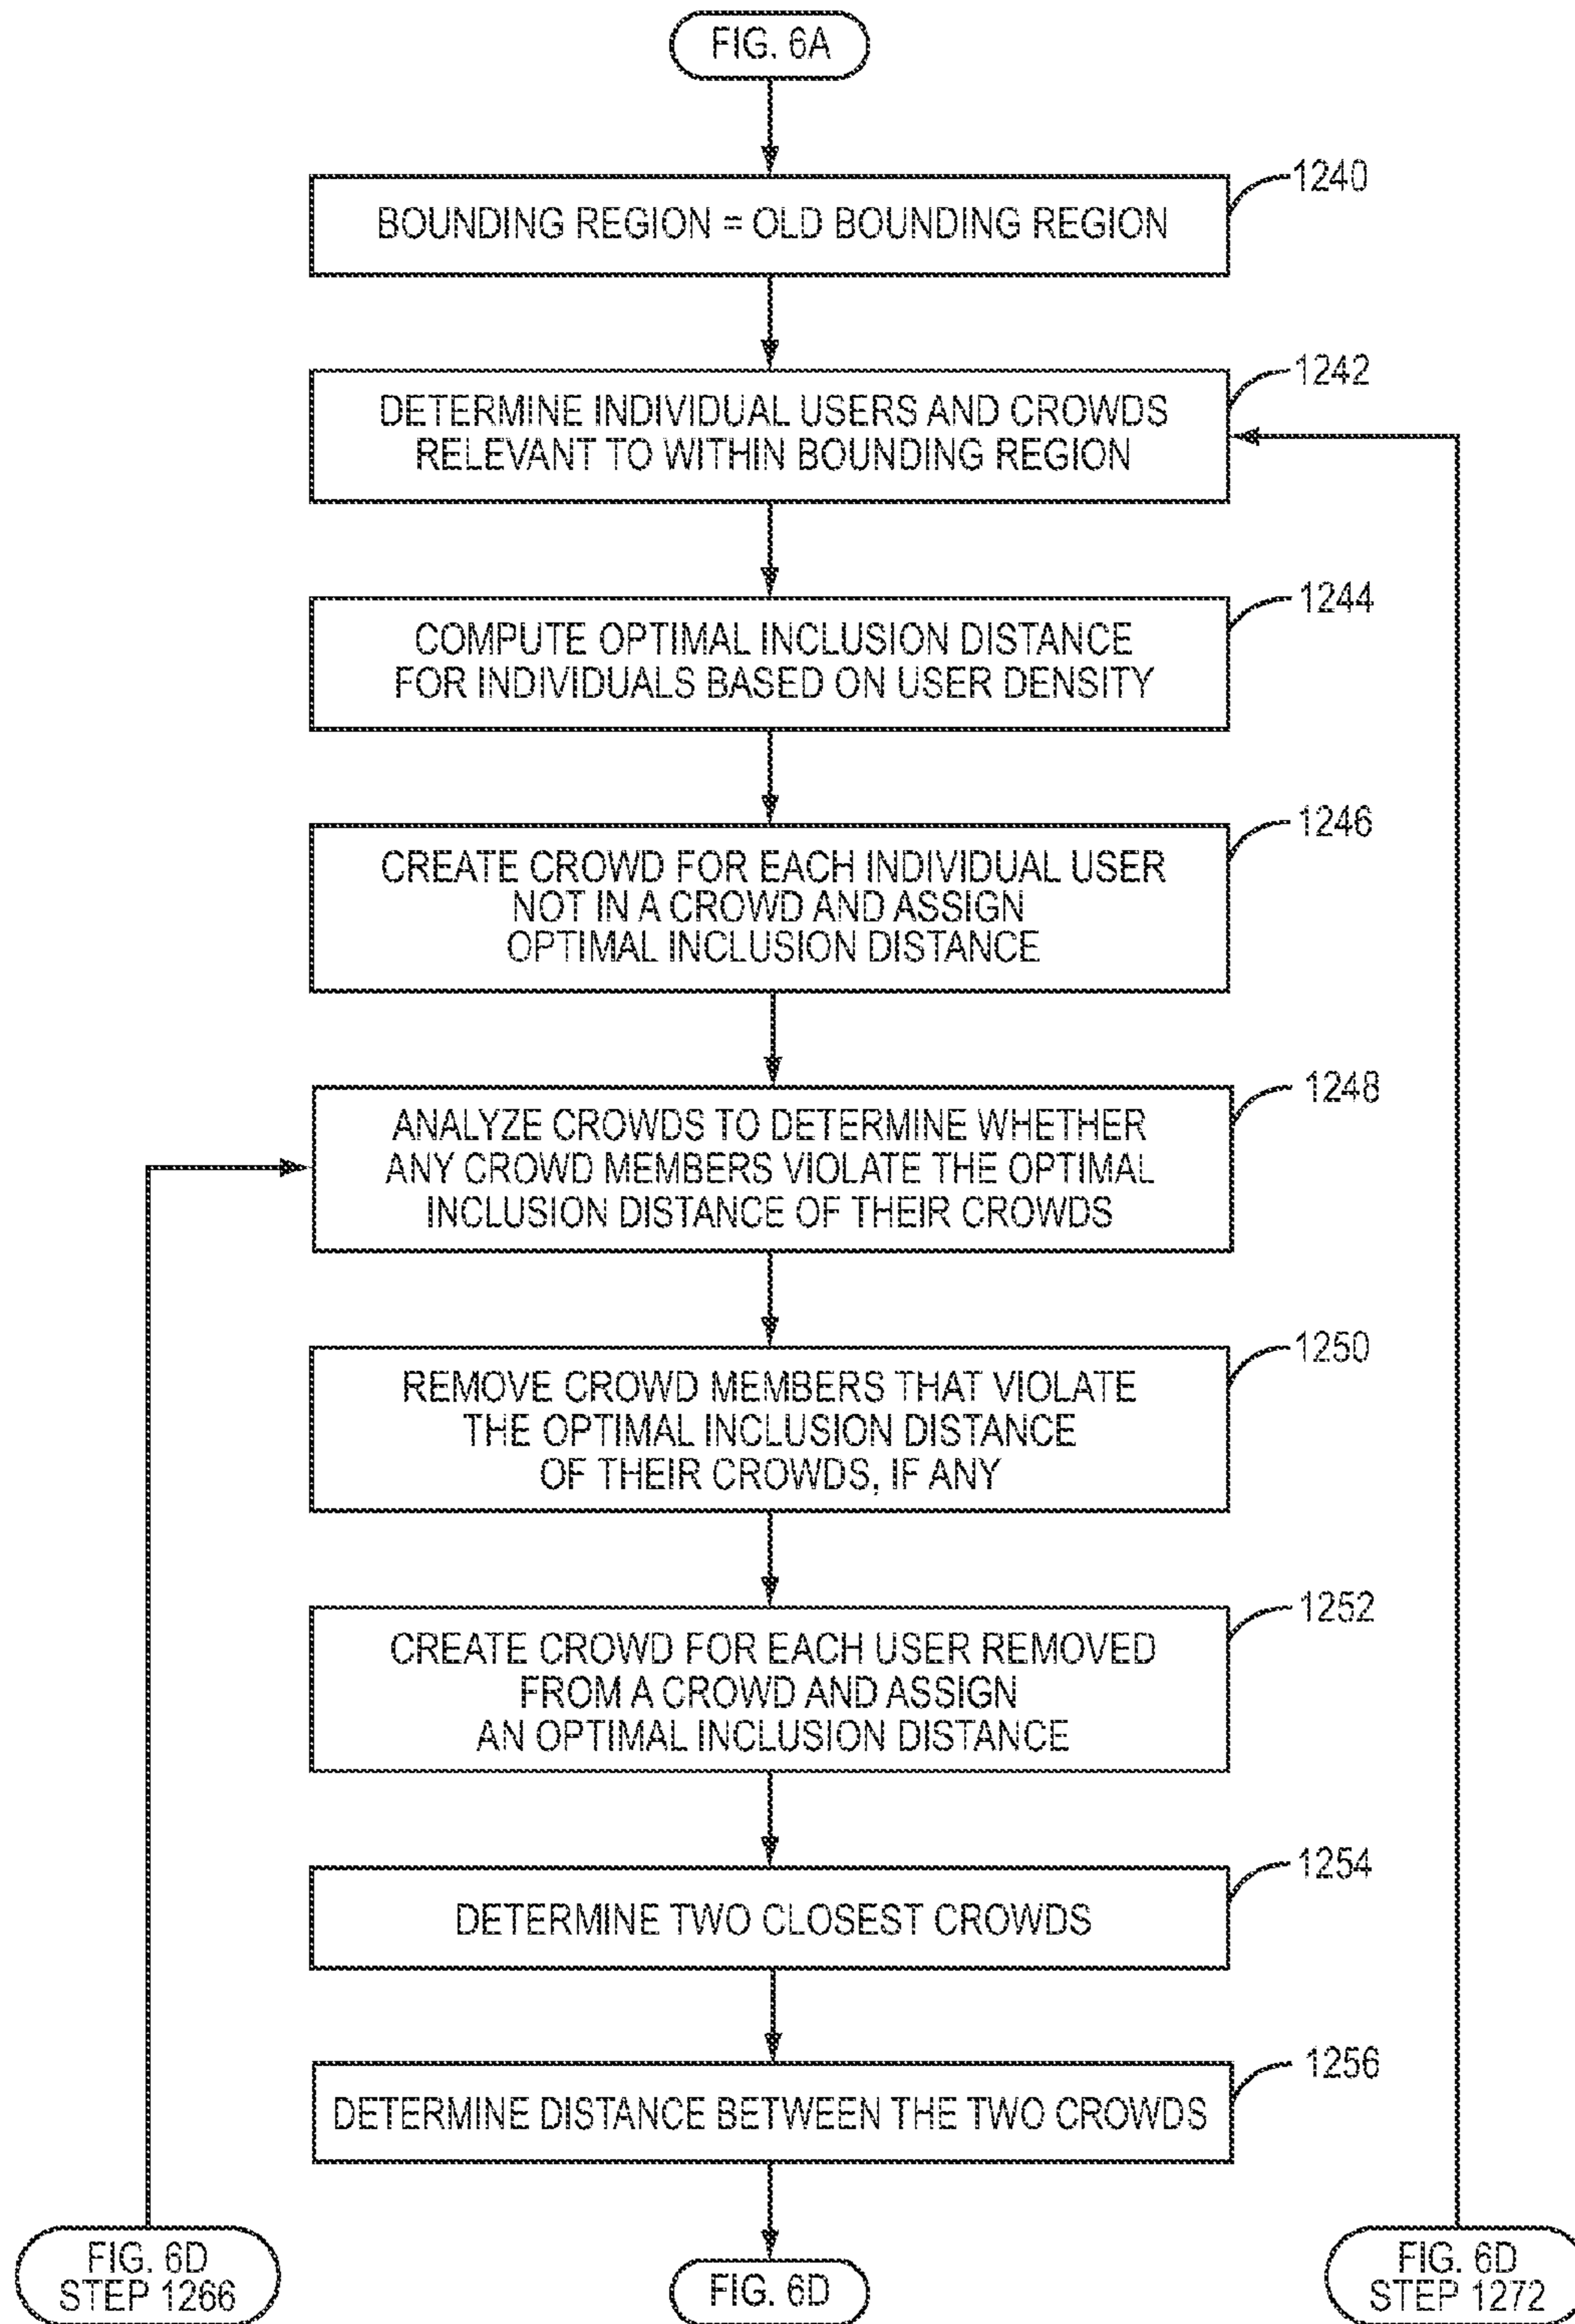 FIG. 6A
1240
BOUNDING REGION = OLD BOUNDING REGION
1242
DETERMINE INDIVIDUAL USERS AND CROWDS
RELEVANT TO WITHIN BOUNDING REGION
1244
COMPUTE OPTIMAL INCLUSION DISTANCE
FOR INDIVIDUALS BASED ON USER DENSITY
1246
CREATE CROWD FOR EACH INDIVIDUAL USER
NOT IN A CROWD AND ASSIGN
OPTIMAL INCLUSION DISTANCE
1248
ANALYZE CROWDS TO DETERMINE WHETHER
ANY CROWD MEMBERS VIOLATE THE OPTIMAL
INCLUSION DISTANCE OF THEIR CROWDS
1250
REMOVE CROWD MEMBERS THAT VIOLATE
THE OPTIMAL INCLUSION DISTANCE
OF THEIR CROWDS, IF ANY
1252
CREATE CROWD FOR EACH USER REMOVED
FROM A CROWD AND ASSIGN
AN OPTIMAL INCLUSION DISTANCE
1254
DETERMINE TWO CLOSEST CROWDS
1256
DETERMINE DISTANCE BETWEEN THE TWO CROWDS
FIG. 6D
STEP 1266
FIG. 6D
FIG. 6D
STEP 1272